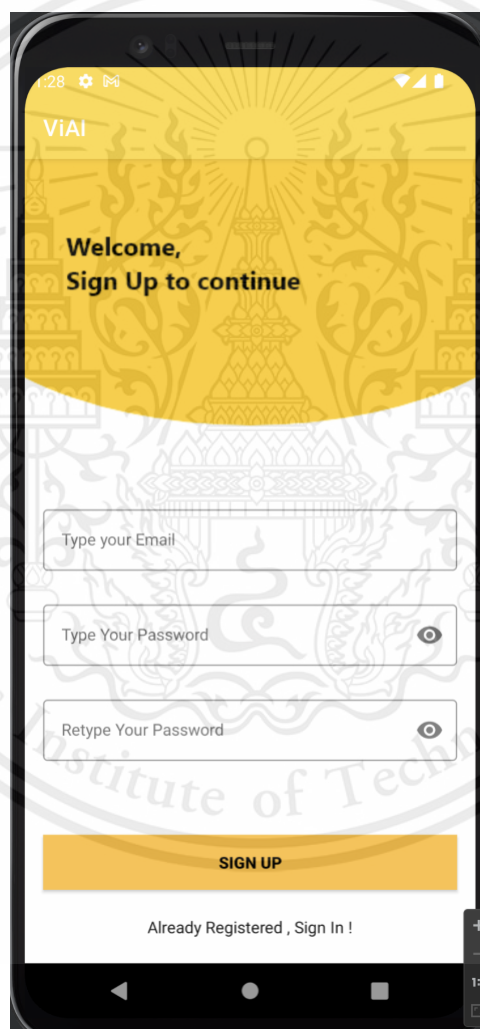 1:28
ViAI
Welcome,
Sign Up to continue
Type your Email
Type Your Password
Retype Your Password
Institute of Tech
SIGN UP
Already Registered , Sign In !